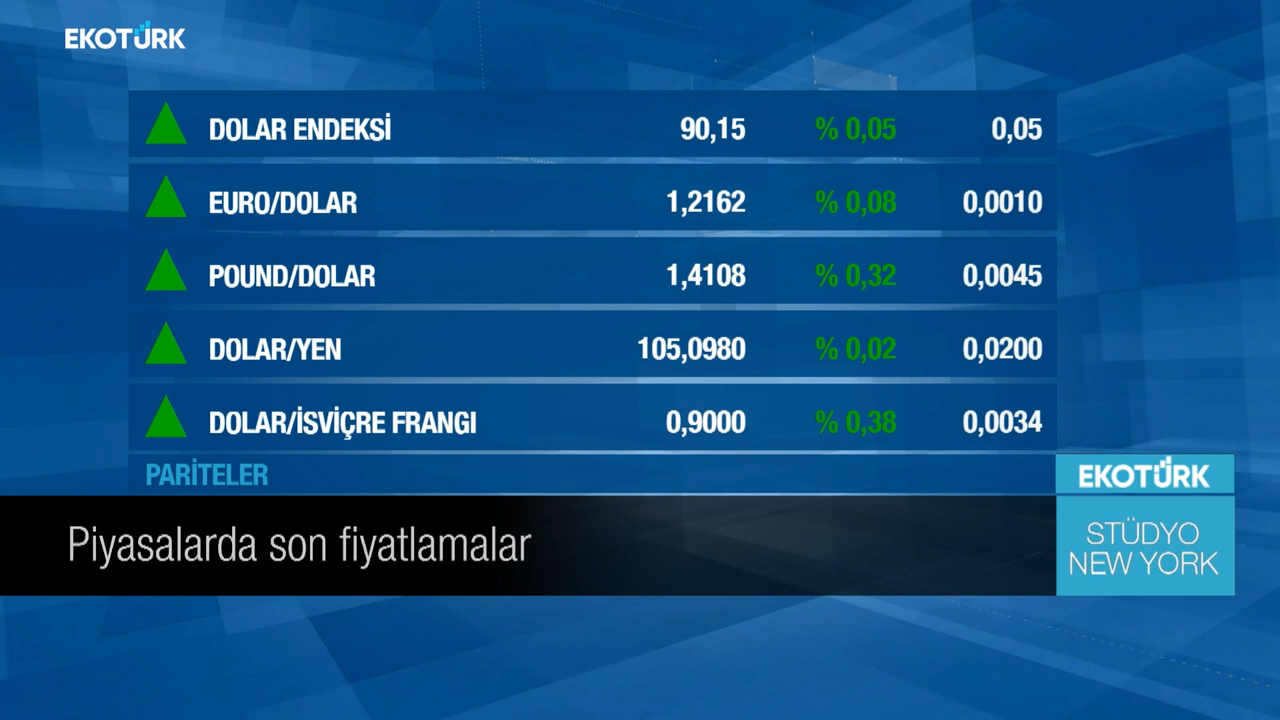 EKOTÜRK
DOLAR ENDEKSİ 90,15 % 0,05 0,05
EURO/DOLAR 1,2162 % 0,08 0,0010
POUND/DOLAR 1,4108 % 0,32 0,0045
DOLAR/YEN 105,0980 % 0,02 0,0200
DOLAR/İSVİÇRE FRANGI 0,9000 % 0,38 0,0034
PARİTELER
EKOTÜRK
Piyasalarda son fiyatlamalar
STÜDYO
NEW YORK